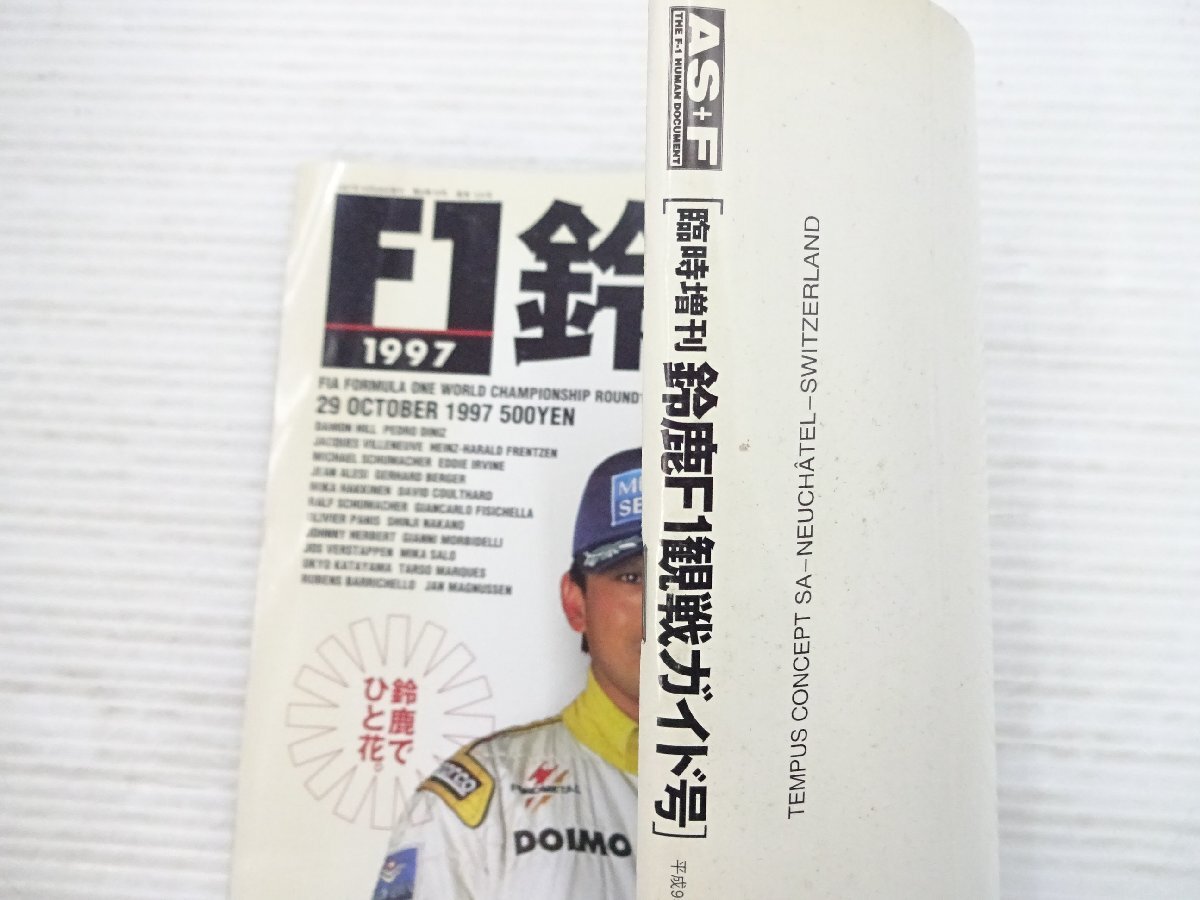 F1
1997
鈴
FIA FORMULA ONE WORLD CHAMPIONSHIP ROUND
29 OCTOBER 1997 500YEN
DAMON HILL PEDRO DINIZ
JACQUES VILLENEUVE HEINZ-HARALD FRENTZEN
MICHAEL SCHUMACHER EDDIE IRVINE
JEAN ALESI GERHARD BERGER
MIKA HAKKINEN DAVID COULTHARD
RALF SCHUMACHER GIANCARLO FISICHELLA
OLIVIER PANIS SHINJI NAKANO
JOHNNY HERBERT GIANNI MORBIDELLI
JOS VERSTAPPEN MIKA SALO
UKYO KATAYAMA TARSO MARQUES
RUBENS BARRICHELLO JAN MAGNUSSEN
鈴鹿で
ひと花。
DOIMO
AS+F
THE F-1 HUMAN DOCUMENT
[臨時増刊 鈴鹿F1観戦ガイド号]
平成9
TEMPUS CONCEPT SA–NEUCHÂTEL–SWITZERLAND